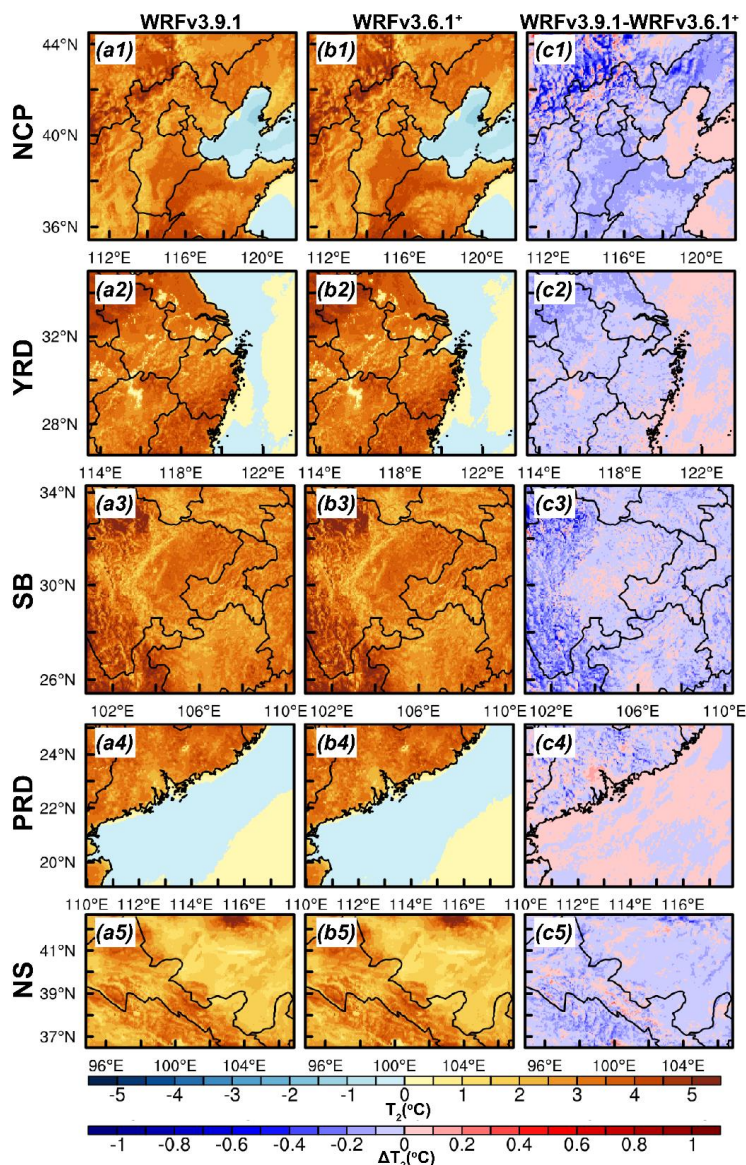 WRFv3.9.1 WRFv3.6.1⁺ WRFv3.9.1-WRFv3.6.1⁺
NCP
44°N
40°N
36°N
(a1) (b1) (c1)
112°E 116°E 120°E 112°E 116°E 120°E 112°E 116°E 120°E
YRD
32°N
28°N
(a2) (b2) (c2)
114°E 118°E 122°E 114°E 118°E 122°E 114°E 118°E 122°E
SB
34°N
30°N
26°N
(a3) (b3) (c3)
102°E 106°E 110°E 102°E 106°E 110°E 102°E 106°E 110°E
PRD
24°N
22°N
20°N
(a4) (b4) (c4)
110°E 112°E 114°E 116°E 110°E 112°E 114°E 116°E 110°E 112°E 114°E 116°E
NS
41°N
39°N
37°N
(a5) (b5) (c5)
96°E 100°E 104°E 96°E 100°E 104°E 96°E 100°E 104°E
-5 -4 -3 -2 -1 0 1 2 3 4 5
T₂(°C)
-1 -0.8 -0.6 -0.4 -0.2 0 0.2 0.4 0.6 0.8 1
ΔT₂(°C)